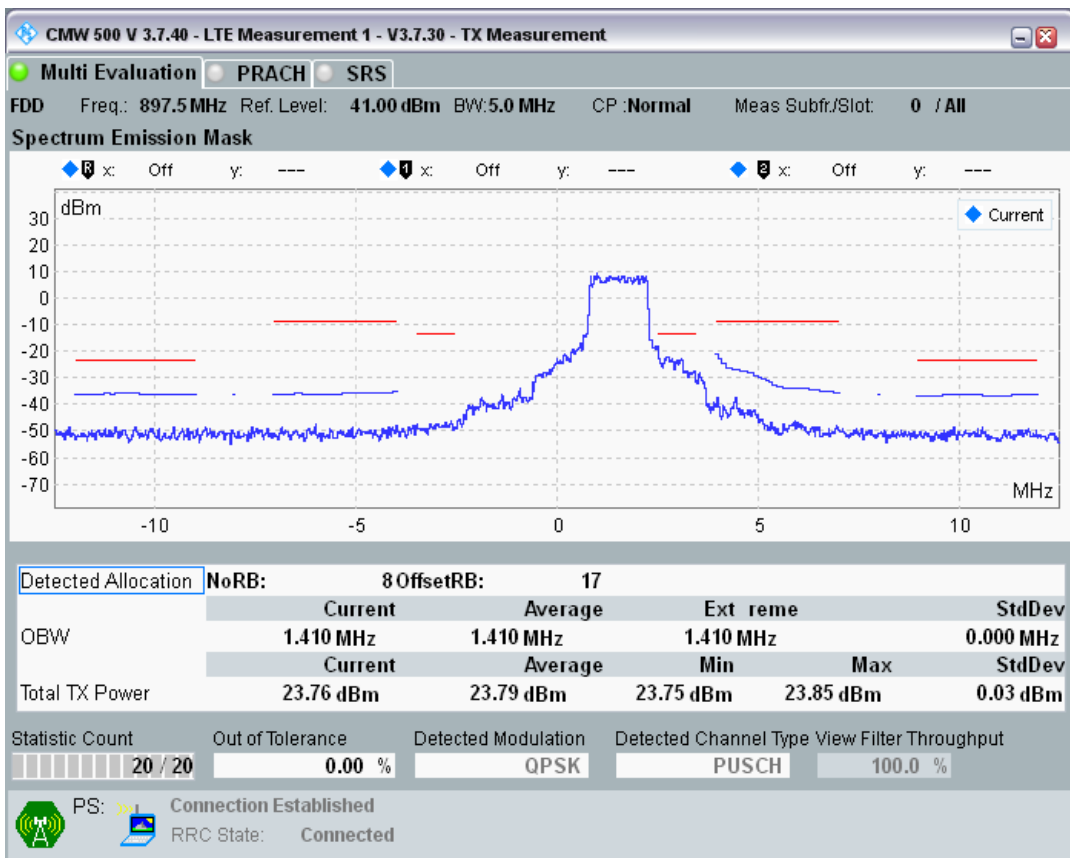 CMW 500 V 3.7.40 - LTE Measurement 1 - V3.7.30 - TX Measurement
Multi Evaluation PRACH SRS
FDD Freq.: 897.5 MHz Ref. Level: 41.00 dBm BW:5.0 MHz CP :Normal Meas Subfr./Slot: 0 / All
Spectrum Emission Mask
R x: Off y: --- 1 x: Off y: --- 2 x: Off y: ---
dBm
Current
30
20
10
0
-10
-20
-30
-40
-50
-60
-70
MHz
-10 -5 0 5 10
Detected Allocation NoRB: 8 OffsetRB: 17
Current Average Ext reme StdDev
OBW 1.410 MHz 1.410 MHz 1.410 MHz 0.000 MHz
Current Average Min Max StdDev
Total TX Power 23.76 dBm 23.79 dBm 23.75 dBm 23.85 dBm 0.03 dBm
Statistic Count Out of Tolerance Detected Modulation Detected Channel Type View Filter Throughput
20 / 20 0.00 % QPSK PUSCH 100.0 %
PS: Connection Established
RRC State: Connected